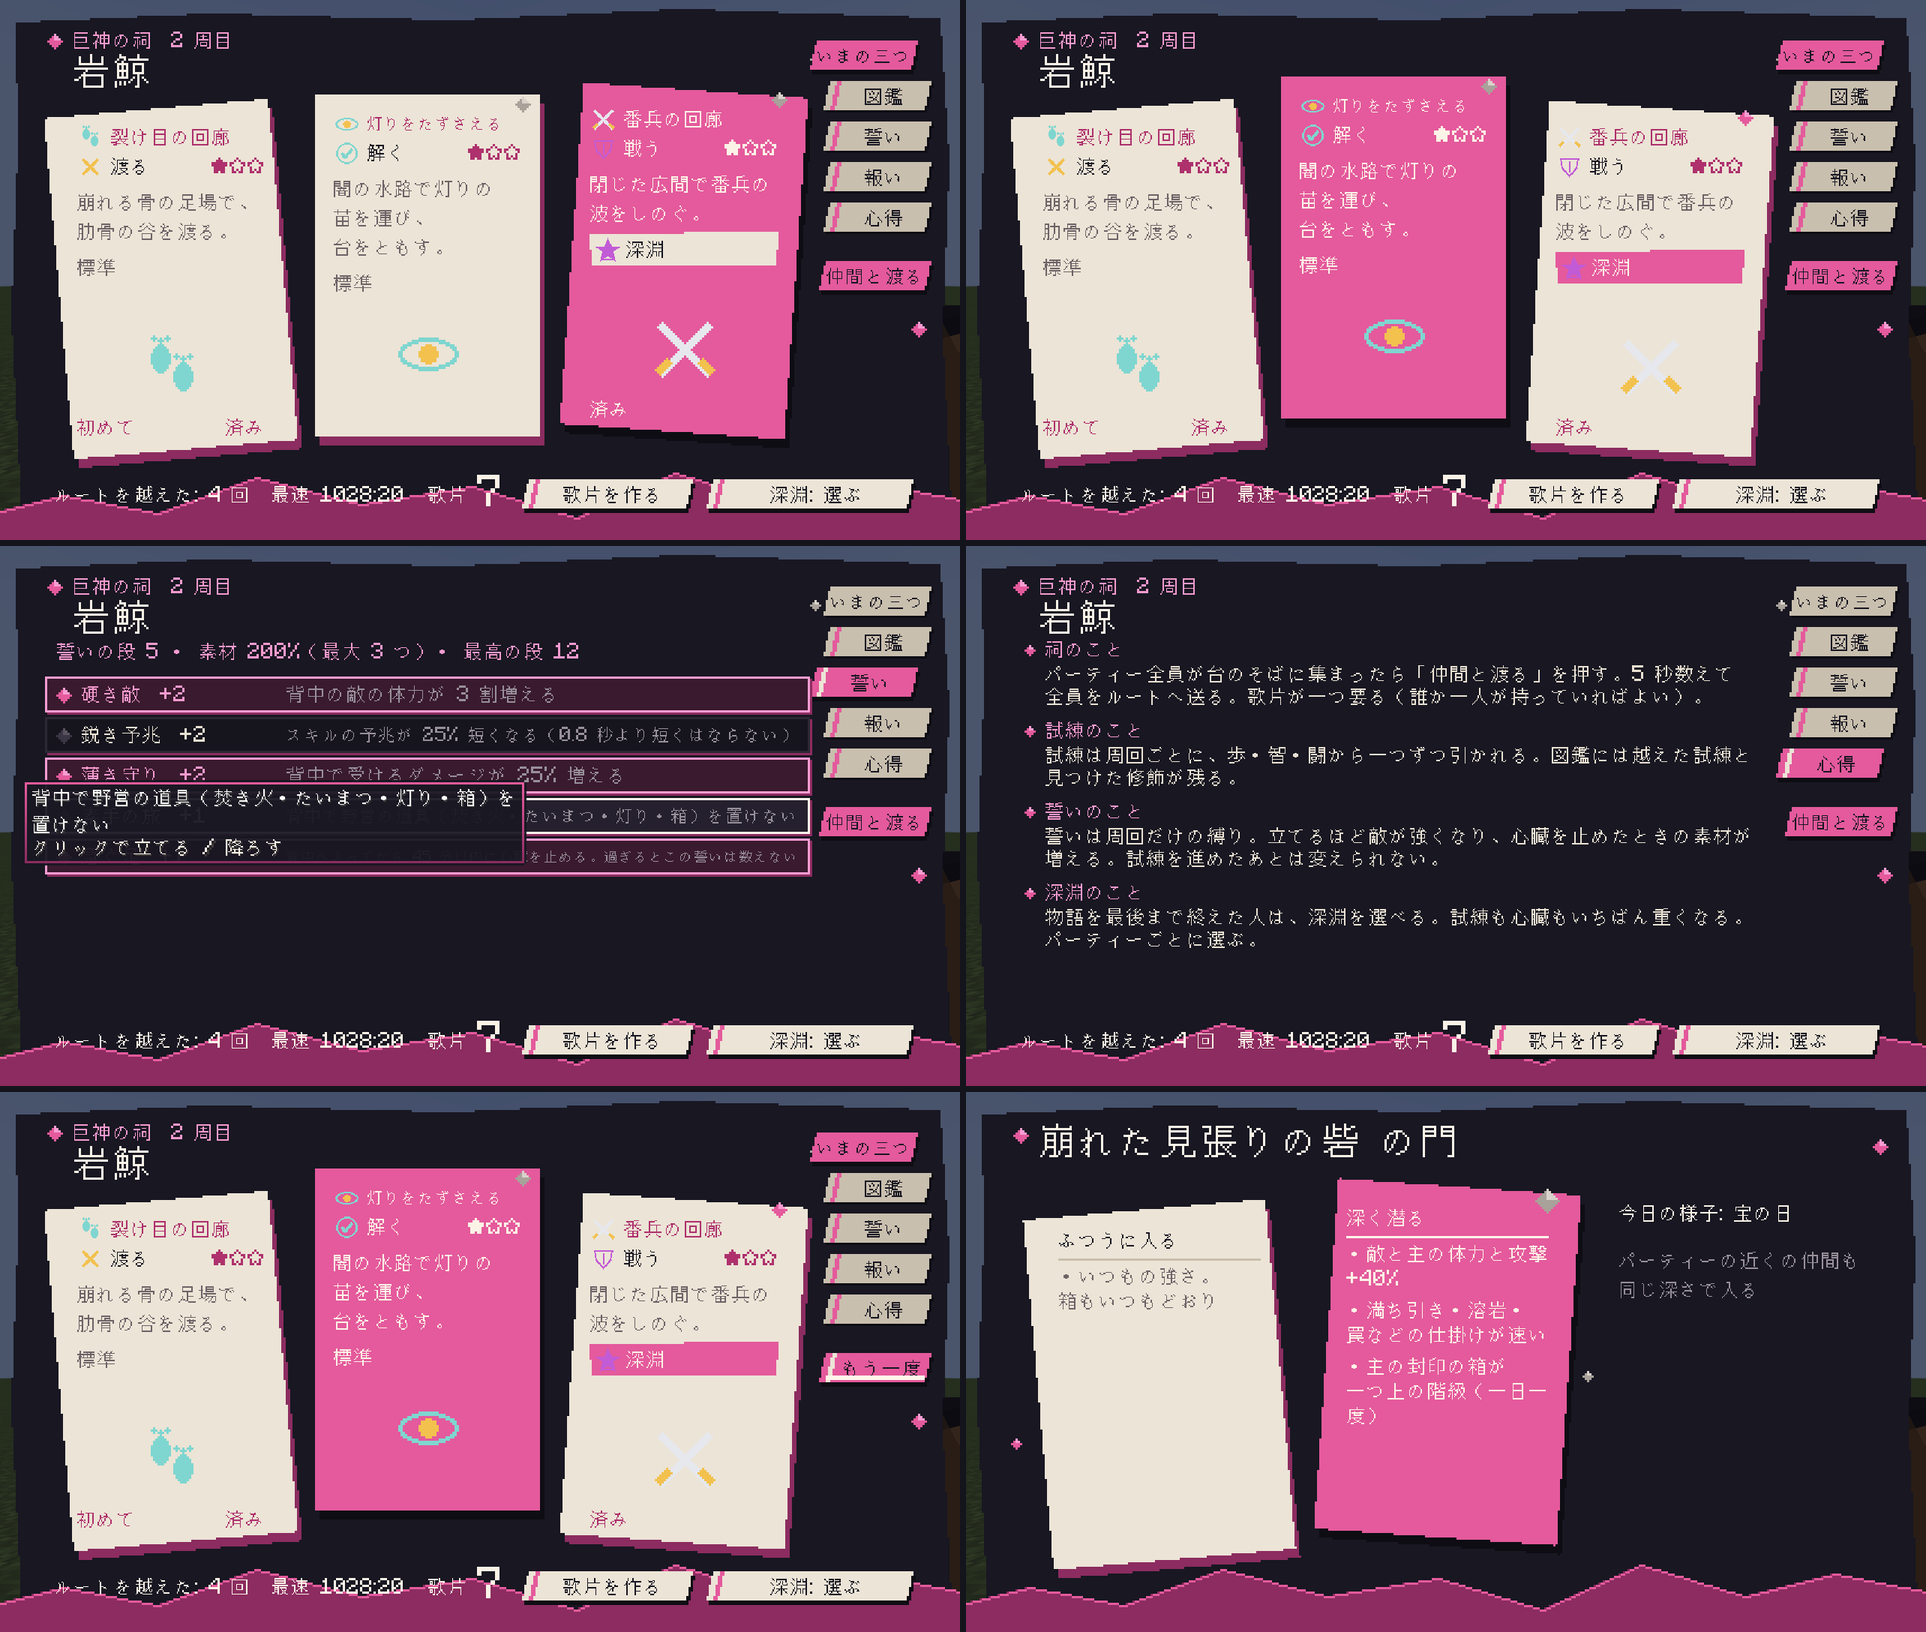 巨神の祠 2 周目
岩鯨
裂け目の回廊
渡る
崩れる骨の足場で、
肋骨の谷を渡る。
標準
初めて
済み
灯りをたずさえる
解く
闇の水路で灯りの
苗を運び、
台をともす。
標準
番兵の回廊
戦う
閉じた広間で番兵の
波をしのぐ。
深淵
済み
いまの三つ
図鑑
誓い
報い
心得
仲間と渡る
ルートを越えた: 4 回 最速 1028:20 歌片 7
歌片を作る
深淵: 選ぶ
巨神の祠 2 周目
岩鯨
裂け目の回廊
渡る
崩れる骨の足場で、
肋骨の谷を渡る。
標準
初めて
済み
灯りをたずさえる
解く
闇の水路で灯りの
苗を運び、
台をともす。
標準
番兵の回廊
戦う
閉じた広間で番兵の
波をしのぐ。
深淵
済み
いまの三つ
図鑑
誓い
報い
心得
仲間と渡る
ルートを越えた: 4 回 最速 1028:20 歌片 7
歌片を作る
深淵: 選ぶ
巨神の祠 2 周目
岩鯨
誓いの段 5 • 素材 200%(最大 3 つ) • 最高の段 12
硬き敵 +2 背中の敵の体力が 3 割増える
鋭き予兆 +2 スキルの予兆が 25% 短くなる(0.8 秒より短くはならない)
薄き守り +2 背中で受けるダメージが 25% 増える
たいまつ・灯り・箱)を置けない
を止める。過ぎるとこの誓いは数えない
背中で野営の道具(焚き火・たいまつ・灯り・箱)を
置けない
クリックで立てる / 降ろす
いまの三つ
図鑑
誓い
報い
心得
仲間と渡る
ルートを越えた: 4 回 最速 1028:20 歌片 7
歌片を作る
深淵: 選ぶ
巨神の祠 2 周目
岩鯨
祠のこと
パーティー全員が台のそばに集まったら「仲間と渡る」を押す。5 秒数えて
全員をルートへ送る。歌片が一つ要る(誰か一人が持っていればよい)。
試練のこと
試練は周回ごとに、歩・智・闘から一つずつ引かれる。図鑑には越えた試練と
見つけた修飾が残る。
誓いのこと
誓いは周回だけの縛り。立てるほど敵が強くなり、心臓を止めたときの素材が
増える。試練を進めたあとは変えられない。
深淵のこと
物語を最後まで終えた人は、深淵を選べる。試練も心臓もいちばん重くなる。
パーティーごとに選ぶ。
いまの三つ
図鑑
誓い
報い
心得
仲間と渡る
ルートを越えた: 4 回 最速 1028:20 歌片 7
歌片を作る
深淵: 選ぶ
巨神の祠 2 周目
岩鯨
裂け目の回廊
渡る
崩れる骨の足場で、
肋骨の谷を渡る。
標準
初めて
済み
灯りをたずさえる
解く
闇の水路で灯りの
苗を運び、
台をともす。
標準
番兵の回廊
戦う
閉じた広間で番兵の
波をしのぐ。
深淵
済み
いまの三つ
図鑑
誓い
報い
心得
もう一度
ルートを越えた: 4 回 最速 1028:20 歌片 7
歌片を作る
深淵: 選ぶ
崩れた見張りの砦 の門
ふつうに入る
・いつもの強さ。
箱もいつもどおり
深く潜る
・敵と主の体力と攻撃
+40%
・満ち引き・溶岩・
罠などの仕掛けが速い
・主の封印の箱が
一つ上の階級(一日一
度)
今日の様子: 宝の日
パーティーの近くの仲間も
同じ深さで入る